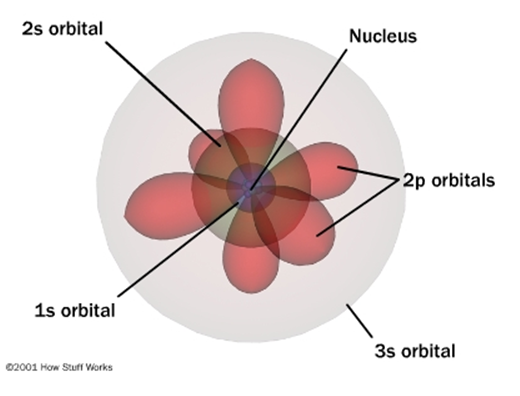 2s orbital
Nucleus
2p orbitals
1s orbital
3s orbital
©2001 How Stuff Works